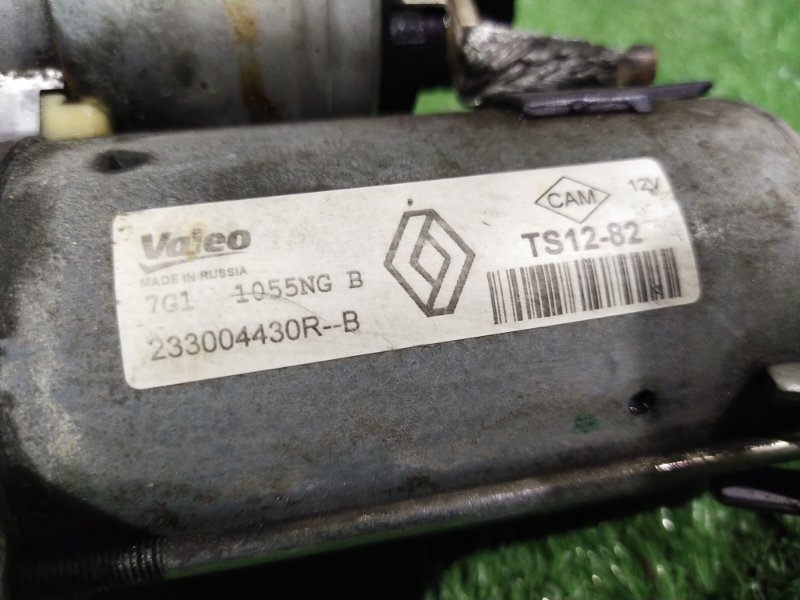 Valeo
MADE IN RUSSIA
7G1 1055NG B
233004430R--B
CAM
12V
TS12-82